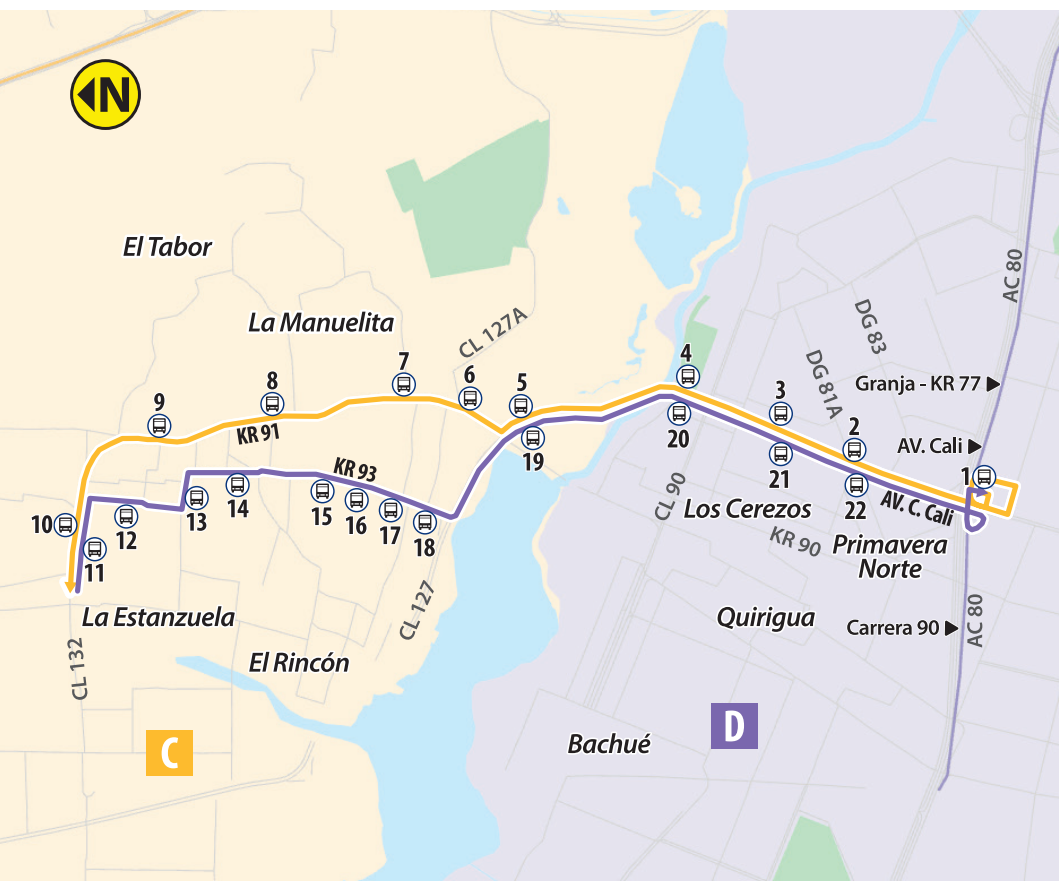 N
El Tabor
La Manuelita
CL 127A
AC 80
DG 83
DG 81A
Granja - KR 77
AV. Cali
4
7
6
5
8
9
3
2
1
KR 91
KR 93
20
19
21
22
AV. C. Cali
CL 90
Los Cerezos
KR 90
Primavera
Norte
10
11
12
13
14
15
16
17
18
La Estanzuela
CL 127
Quirigua
Carrera 90
AC 80
El Rincón
CL 132
C
D
Bachué